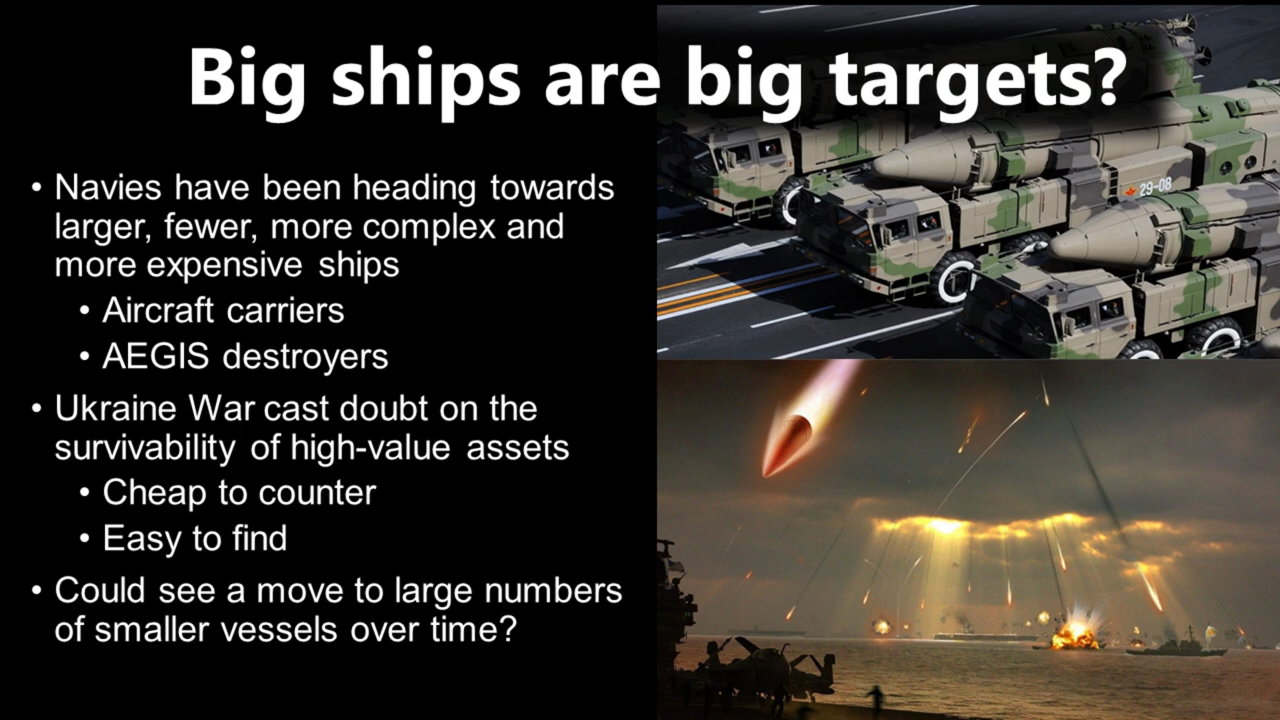 Big ships are big targets?
• Navies have been heading towards
larger, fewer, more complex and
more expensive ships
• Aircraft carriers
• AEGIS destroyers
• Ukraine War cast doubt on the
survivability of high-value assets
• Cheap to counter
• Easy to find
• Could see a move to large numbers
of smaller vessels over time?
29-08